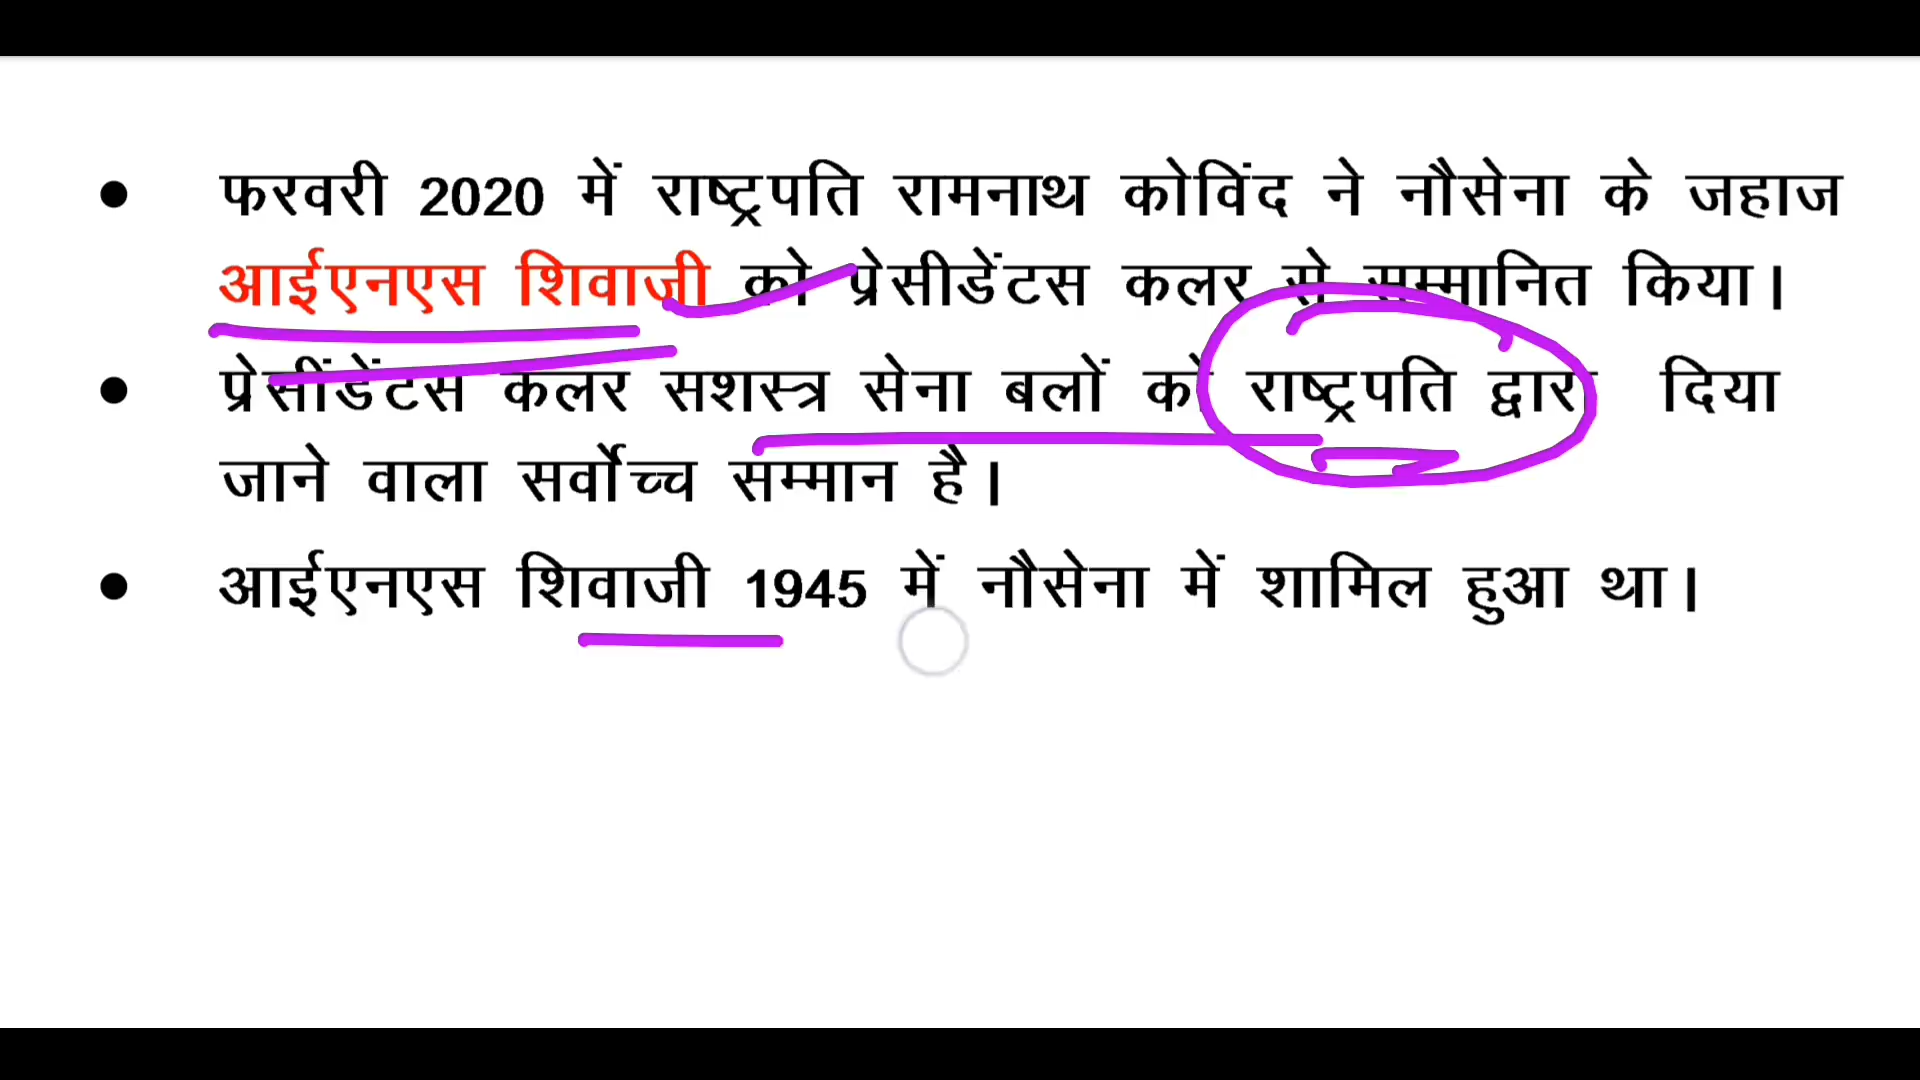 • फरवरी 2020 में राष्ट्रपति रामनाथ कोविंद ने नौसेना के जहाज
आईएनएस शिवाजी को प्रेसीडेंटस कलर से सम्मानित किया।
• प्रेसींडेंटस कलर सशस्त्र सेना बलों को राष्ट्रपति द्वारा दिया
जाने वाला सर्वोच्च सम्मान है।
• आईएनएस शिवाजी 1945 में नौसेना में शामिल हुआ था।